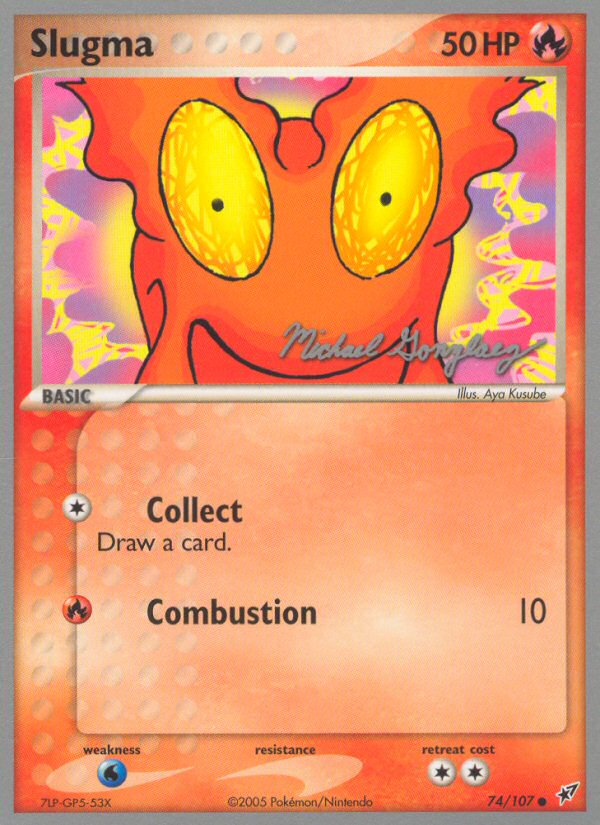 Slugma 50 HP
Michael Gonzalez
BASIC Illus. Aya Kusube
Collect
Draw a card.
Combustion 10
weakness resistance retreat cost
7LP-GP5-53X ©2005 Pokémon/Nintendo 74/107